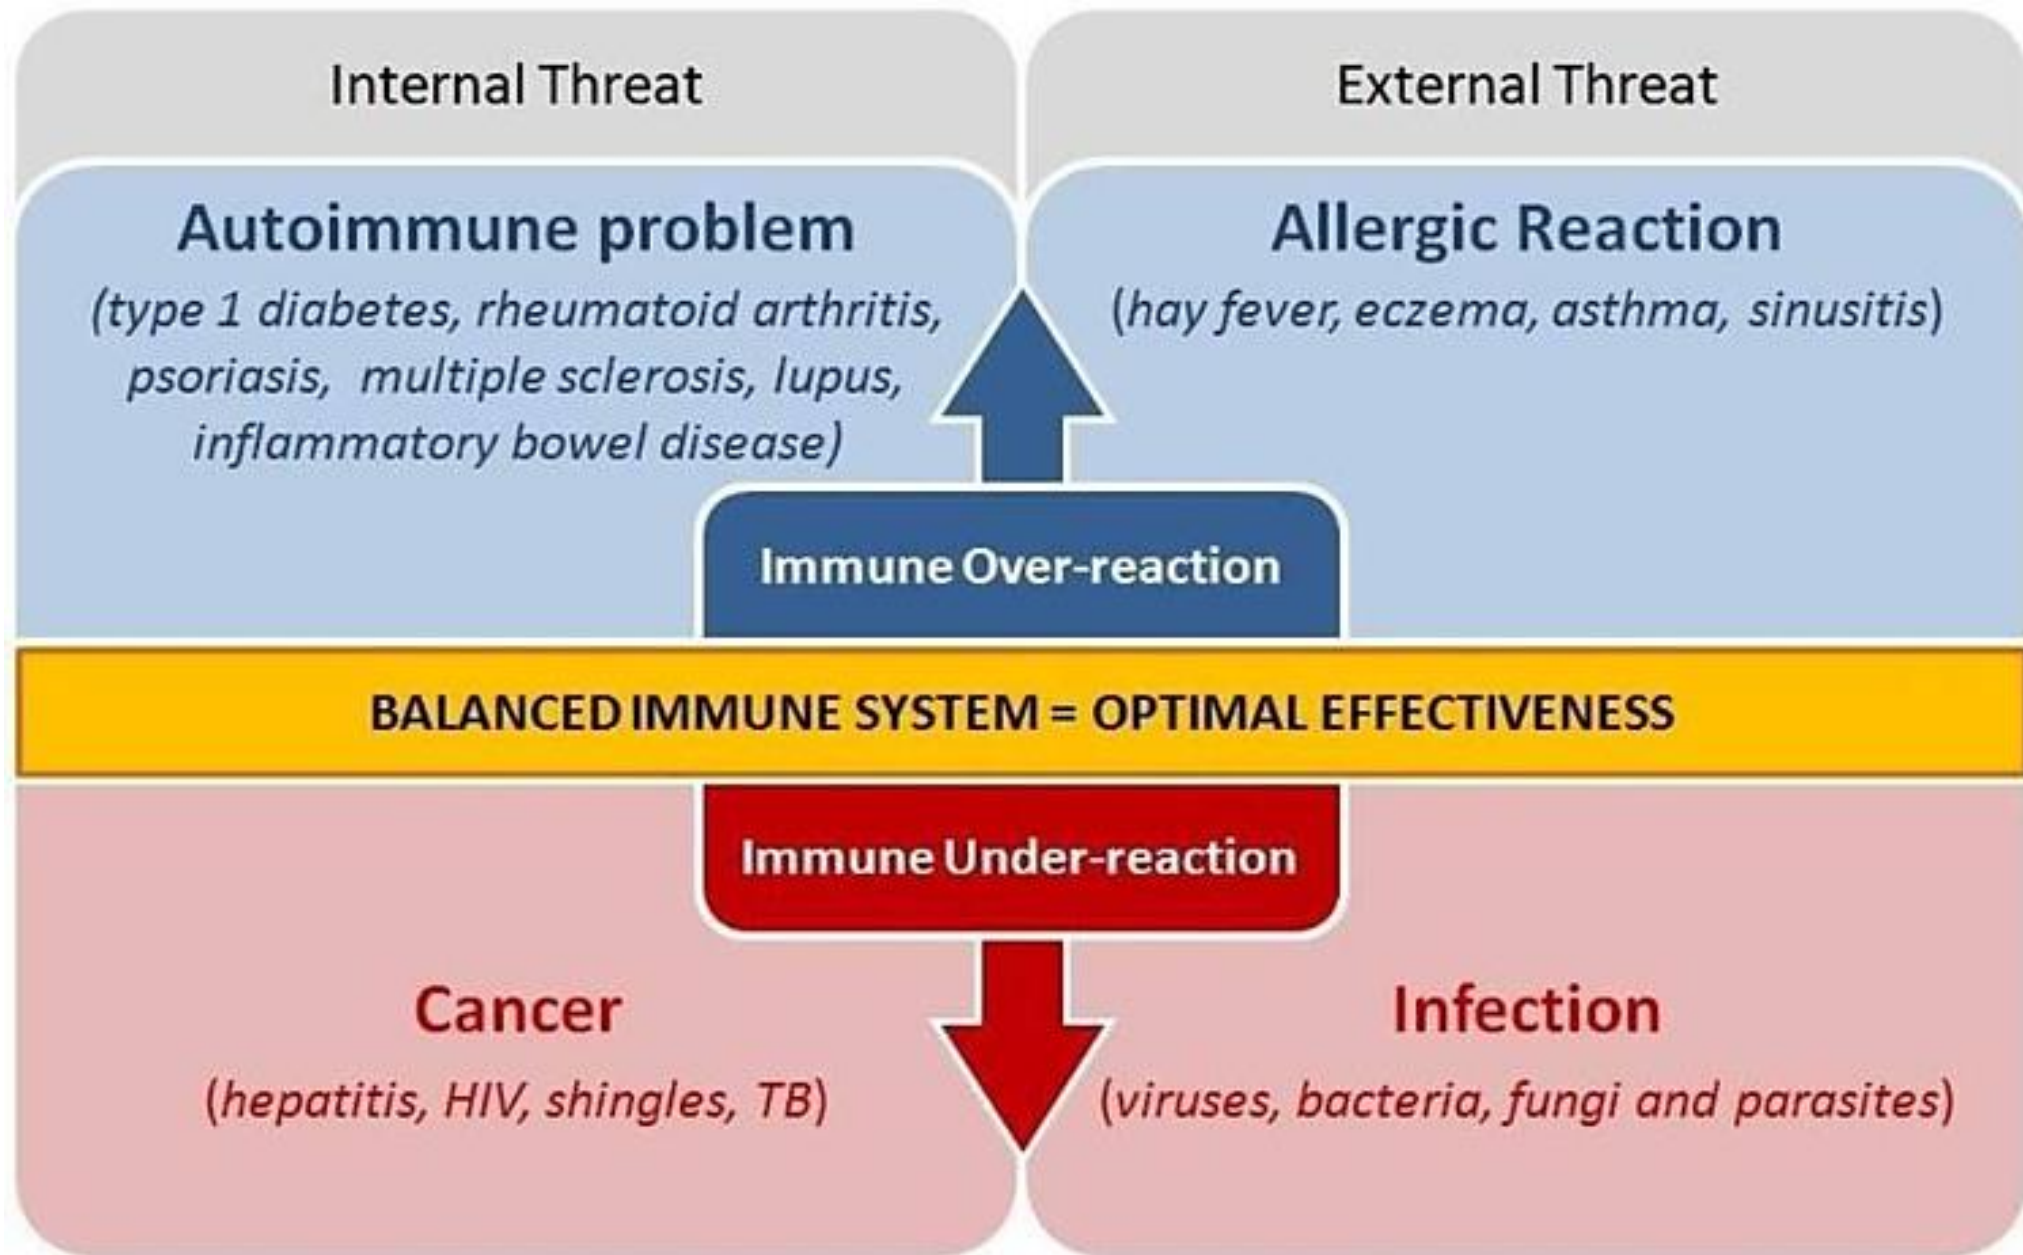 Internal Threat
External Threat
Autoimmune problem
(type 1 diabetes, rheumatoid arthritis,
psoriasis, multiple sclerosis, lupus,
inflammatory bowel disease)
Allergic Reaction
(hay fever, eczema, asthma, sinusitis)
Immune Over-reaction
BALANCED IMMUNE SYSTEM = OPTIMAL EFFECTIVENESS
Immune Under-reaction
Cancer
(hepatitis, HIV, shingles, TB)
Infection
(viruses, bacteria, fungi and parasites)